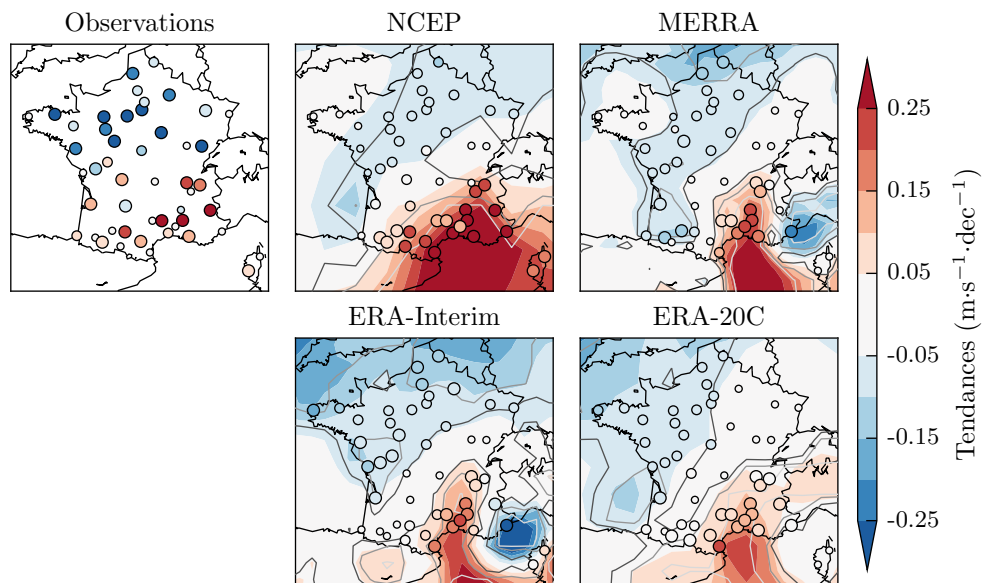 Observations
NCEP
MERRA
ERA-Interim
ERA-20C
0.25
0.15
0.05
-0.05
-0.15
-0.25
Tendances (m·s⁻¹·dec⁻¹)